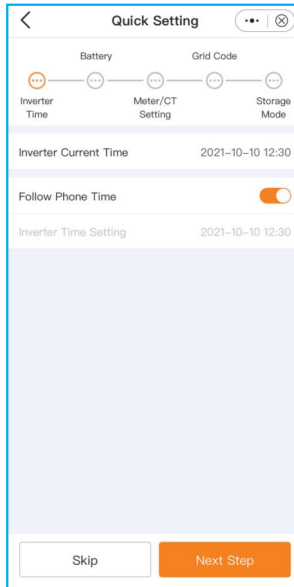 Quick Setting
Battery Grid Code
Inverter Time Meter/CT Setting Storage Mode
Inverter Current Time 2021-10-10 12:30
Follow Phone Time
Inverter Time Setting 2021-10-10 12:30
Skip Next Step